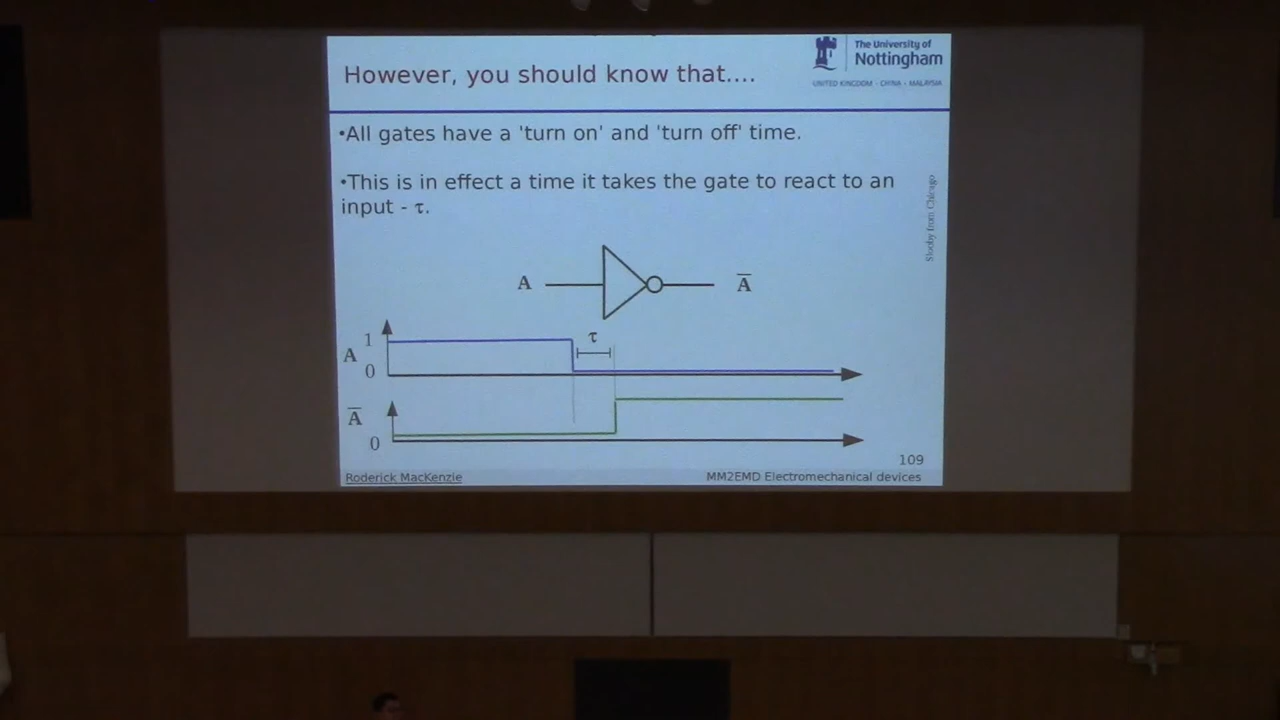 However, you should know that....
The University of
Nottingham
UNITED KINGDOM · CHINA · MALAYSIA
•All gates have a 'turn on' and 'turn off' time.
•This is in effect a time it takes the gate to react to an
input - τ.
Slooby from Chicago
A
A̅
τ
1
A
0
A̅
0
109
Roderick MacKenzie
MM2EMD Electromechanical devices